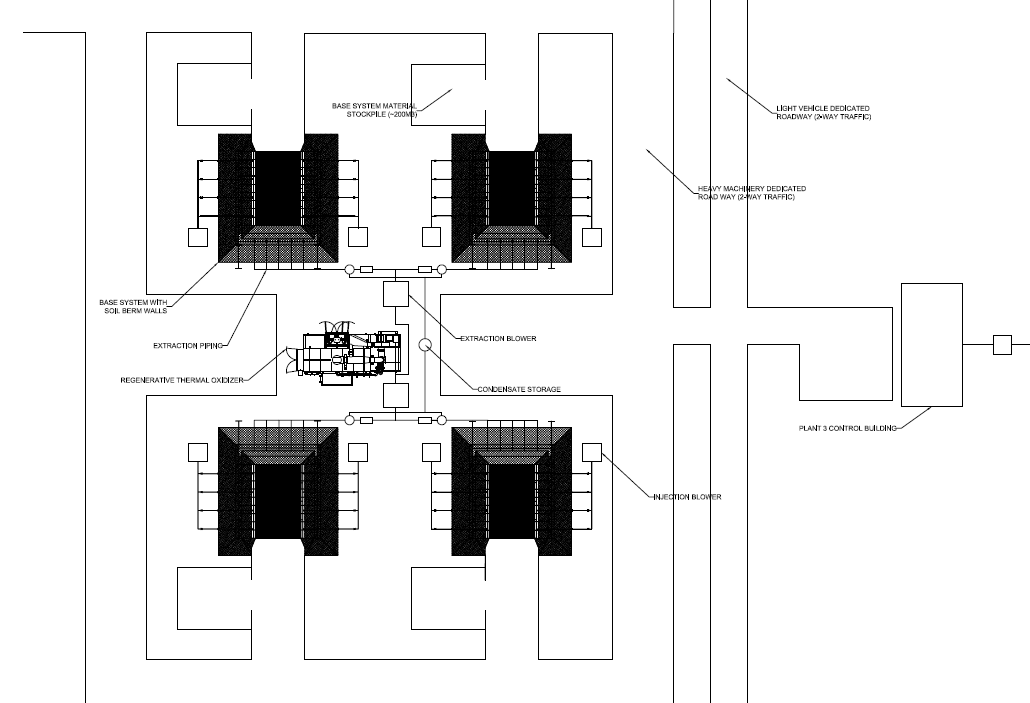 BASE SYSTEM MATERIAL
STOCKPILE (~200M3)
LIGHT VEHICLE DEDICATED
ROADWAY (2-WAY TRAFFIC)
HEAVY MACHINERY DEDICATED
ROAD WAY (2-WAY TRAFFIC)
BASE SYSTEM WITH
SOIL BERM WALLS
EXTRACTION PIPING
EXTRACTION BLOWER
REGENERATIVE THERMAL OXIDIZER
CONDENSATE STORAGE
PLANT 3 CONTROL BUILDING
INJECTION BLOWER